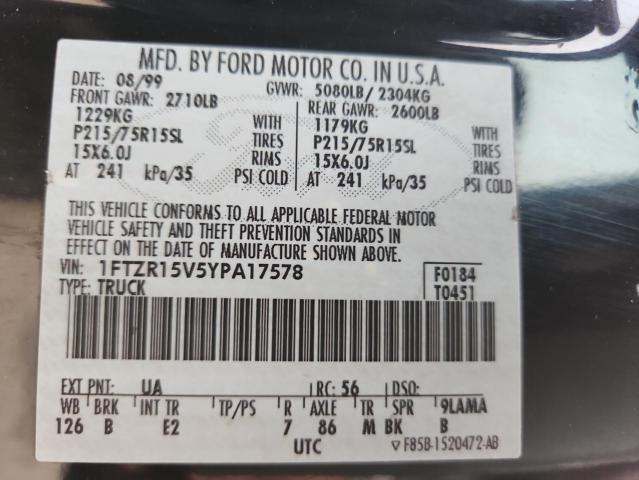 MFD. BY FORD MOTOR CO. IN U.S.A.
DATE: 08/99 GVWR: 5080LB/ 2304KG
FRONT GAWR: 2710LB REAR GAWR: 2600LB
1229KG WITH 1179KG WITH
P215/75R15SL TIRES P215/75R15SL TIRES
15X6.0J RIMS 15X6.0J RIMS
AT 241 kPa/35 PSI COLD AT 241 kPa/35 PSI COLD
THIS VEHICLE CONFORMS TO ALL APPLICABLE FEDERAL MOTOR
VEHICLE SAFETY AND THEFT PREVENTION STANDARDS IN
EFFECT ON THE DATE OF MANUFACTURE SHOWN ABOVE.
VIN: 1FTZR15V5YPA17578 F0184
TYPE: TRUCK T0451
EXT PNT: UA RC: 56 DSO:
WB BRK INT TR TP/PS R AXLE TR SPR 9LAMA
126 B E2 7 86 M BK B
UTC ▽ F85B-1520472-AB